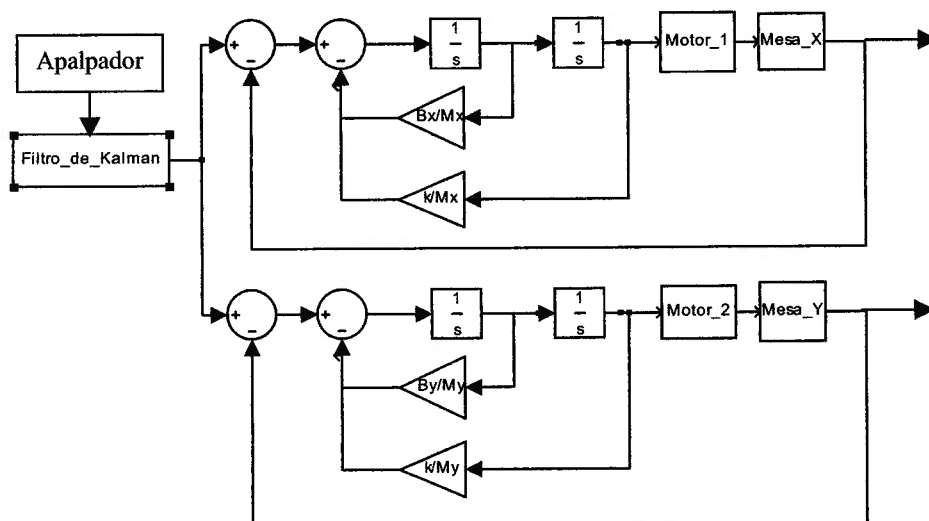 Apalpador
Filtro_de_Kalman
+
−
+
−
1
s
1
s
Motor_1
Mesa_X
Bx/Mx
k/Mx
+
−
+
−
1
s
1
s
Motor_2
Mesa_Y
By/My
k/My